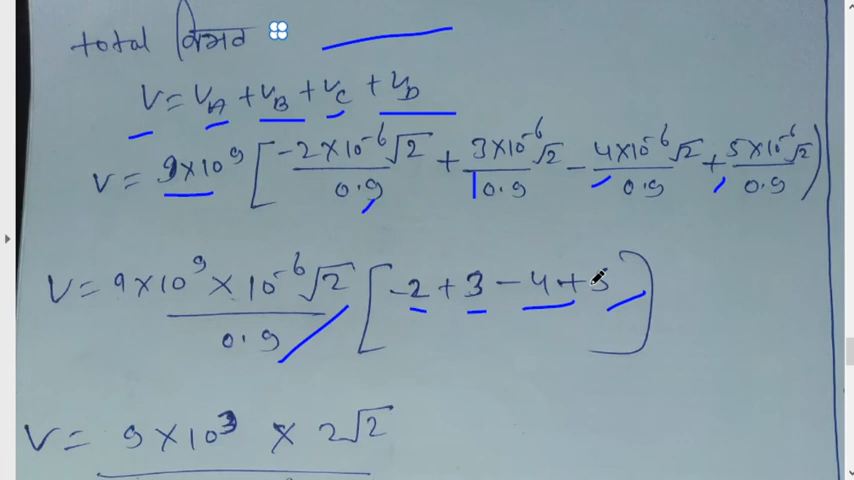 total विभव
V = VA + VB + VC + VD
V = 9×10⁹ [ -2×10⁻⁶√2/0.9 + 3×10⁻⁶√2/0.9 - 4×10⁻⁶√2/0.9 + 5×10⁻⁶√2/0.9 )
V = 9×10⁹×10⁻⁶√2/0.9 [ -2 + 3 - 4 + 5 ]
V = 9×10³ × 2√2